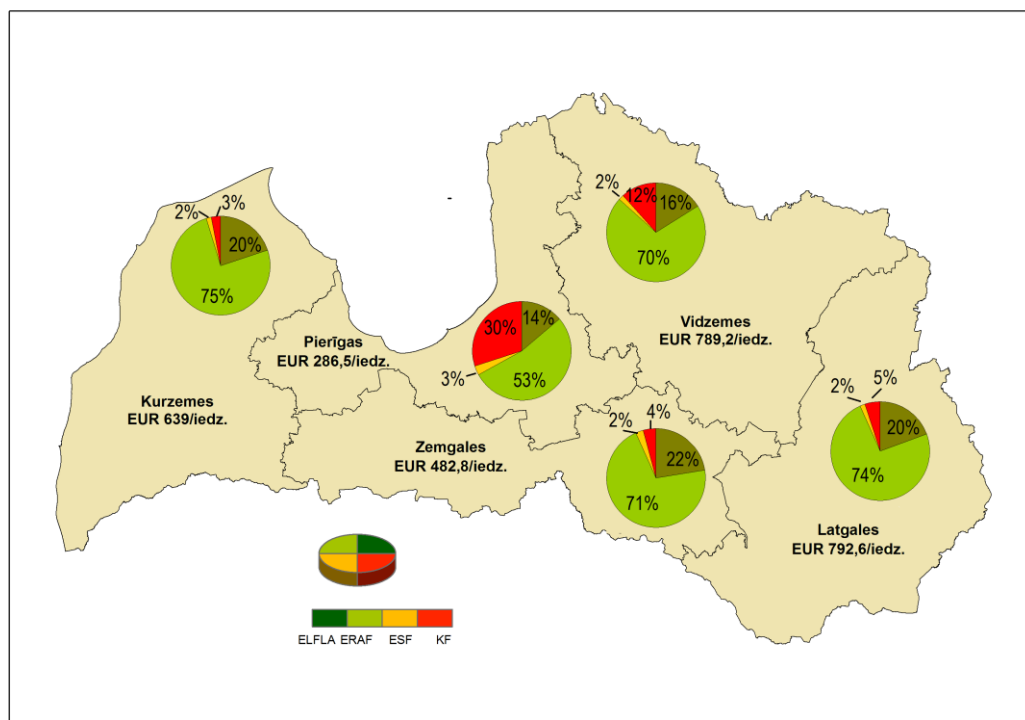 2%
3%
20%
75%
2%
12%
16%
70%
30%
14%
3%
53%
Pierīgas
EUR 286,5/iedz.
Vidzemes
EUR 789,2/iedz.
Kurzemes
EUR 639/iedz.
Zemgales
EUR 482,8/iedz.
2%
4%
22%
71%
2%
5%
20%
74%
Latgales
EUR 792,6/iedz.
ELFLA ERAF ESF KF